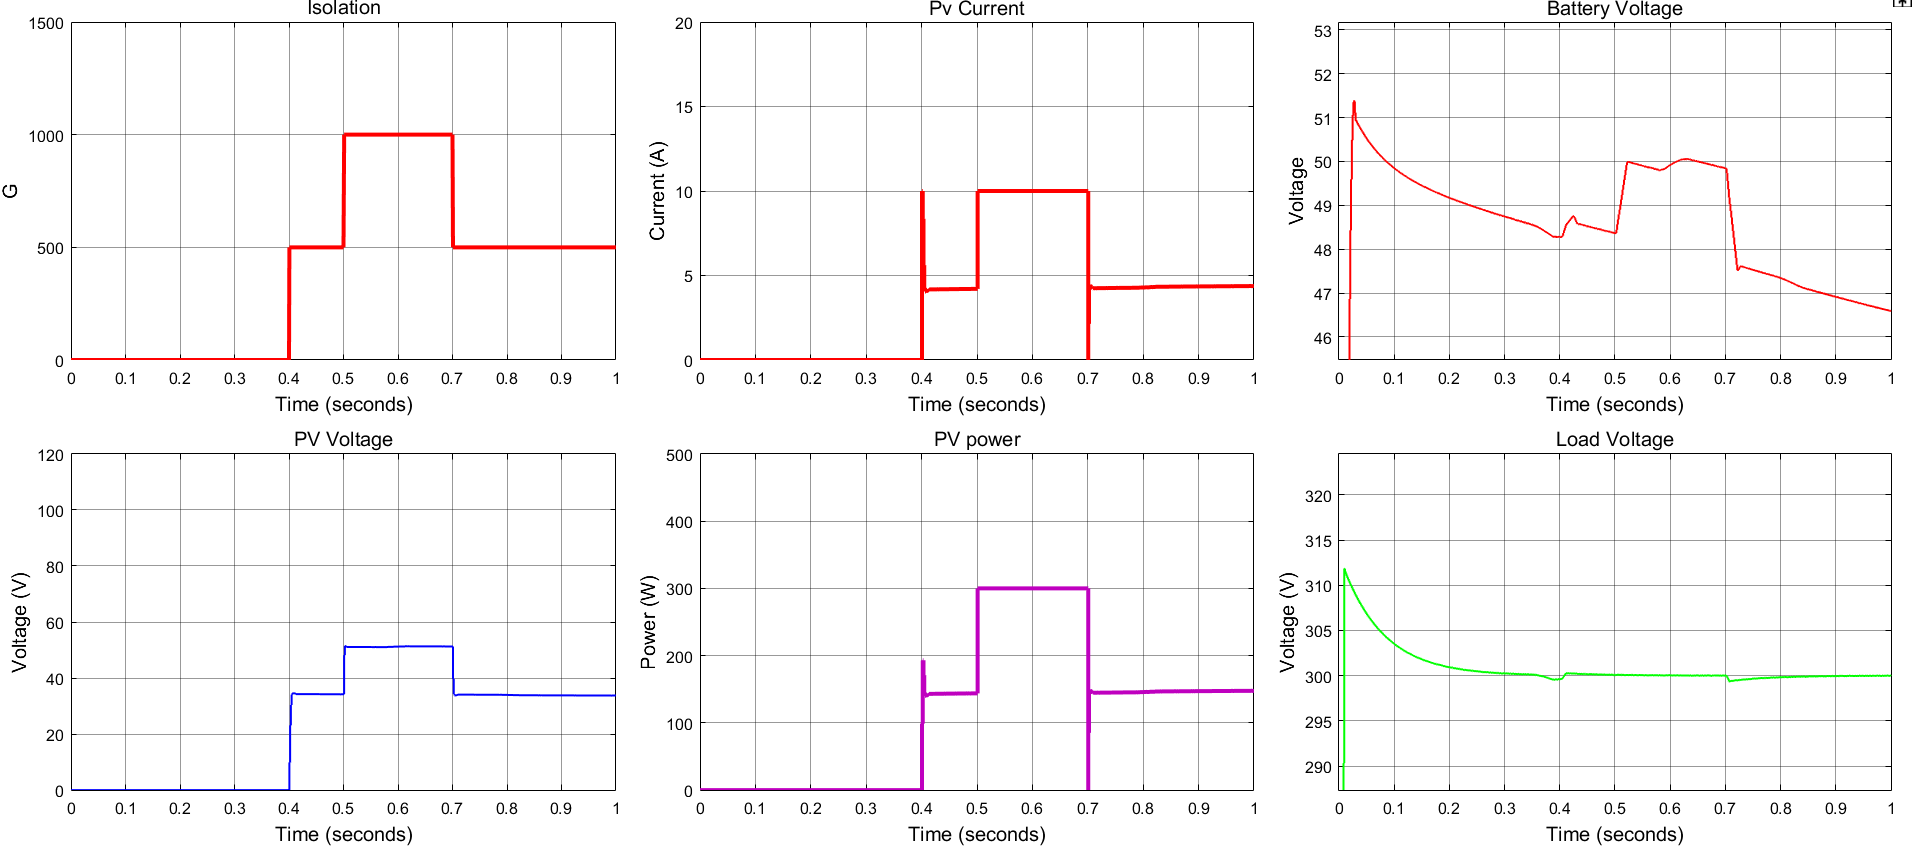 Isolation
1500
1000
500
0
G
0 0.1 0.2 0.3 0.4 0.5 0.6 0.7 0.8 0.9 1
Time (seconds)
Pv Current
20
15
10
5
0
Current (A)
0 0.1 0.2 0.3 0.4 0.5 0.6 0.7 0.8 0.9 1
Time (seconds)
Battery Voltage
53
52
51
50
49
48
47
46
Voltage
0 0.1 0.2 0.3 0.4 0.5 0.6 0.7 0.8 0.9 1
Time (seconds)
PV Voltage
120
100
80
60
40
20
0
Voltage (V)
0 0.1 0.2 0.3 0.4 0.5 0.6 0.7 0.8 0.9 1
Time (seconds)
PV power
500
400
300
200
100
0
Power (W)
0 0.1 0.2 0.3 0.4 0.5 0.6 0.7 0.8 0.9 1
Time (seconds)
Load Voltage
320
315
310
305
300
295
290
Voltage (V)
0 0.1 0.2 0.3 0.4 0.5 0.6 0.7 0.8 0.9 1
Time (seconds)